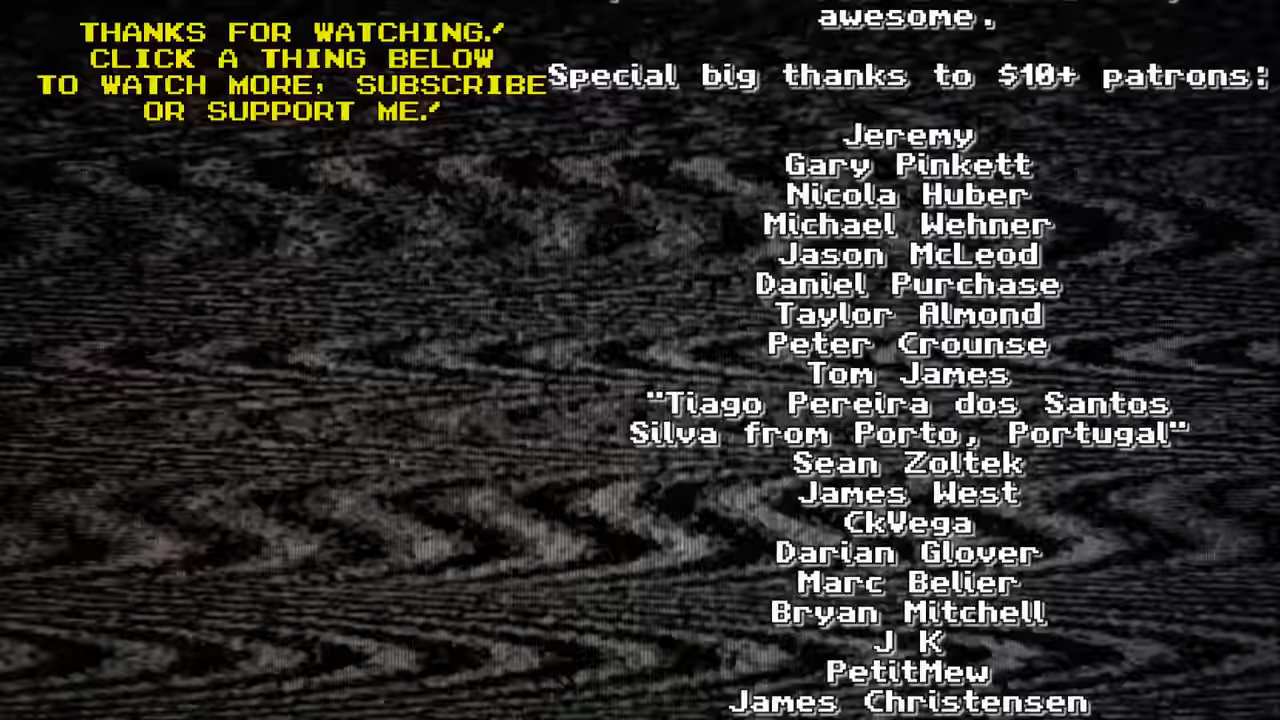 THANKS FOR WATCHING!
CLICK A THING BELOW
TO WATCH MORE, SUBSCRIBE
OR SUPPORT ME!
awesome.
Special big thanks to $10+ patrons:
Jeremy
Gary Pinkett
Nicola Huber
Michael Wehner
Jason McLeod
Daniel Purchase
Taylor Almond
Peter Crounse
Tom James
"Tiago Pereira dos Santos
Silva from Porto, Portugal"
Sean Zoltek
James West
CkVega
Darian Glover
Marc Belier
Bryan Mitchell
J K
PetitMew
James Christensen